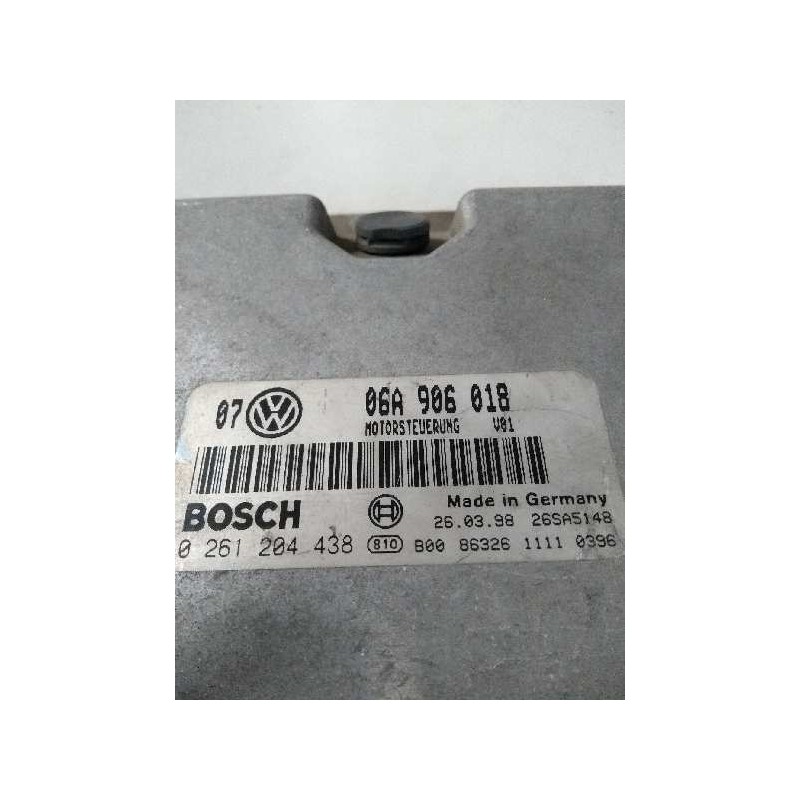 07 VW 06A 906 018
MOTORSTEUERUNG V01
BOSCH Made in Germany
26.03.98 26SA5148
0 261 204 438 810 B00 86326 1111 0396